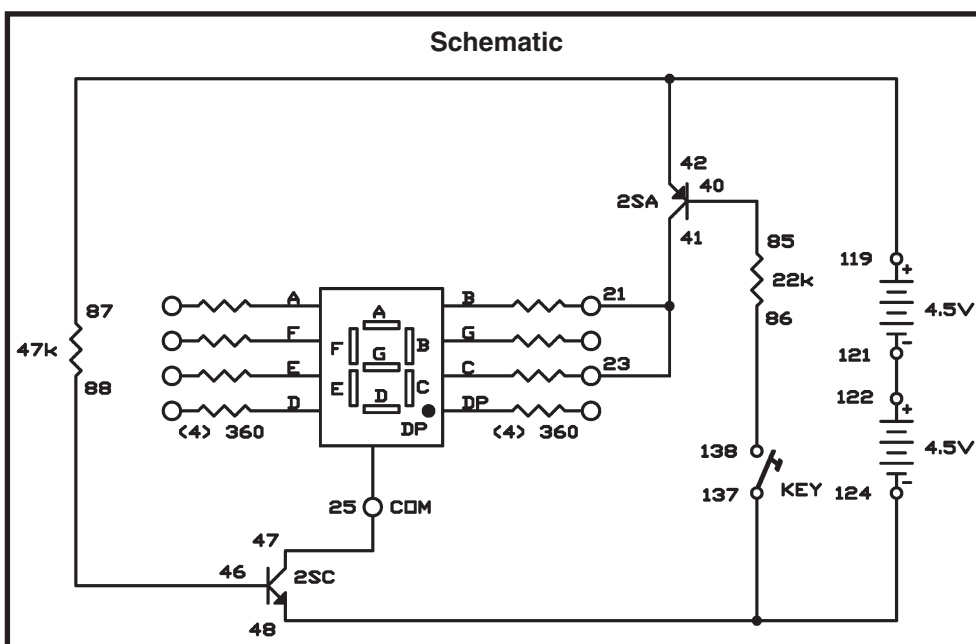 Schematic
42
40
2SA
41
85
22k
86
119
+
4.5V
-
121
122
+
4.5V
-
124
87
47k
88
A
F
E
D
(4) 360
A
F
B
G
E
C
D
DP
B
G
C
DP
(4) 360
21
23
138
137
KEY
25
COM
47
46
2SC
48